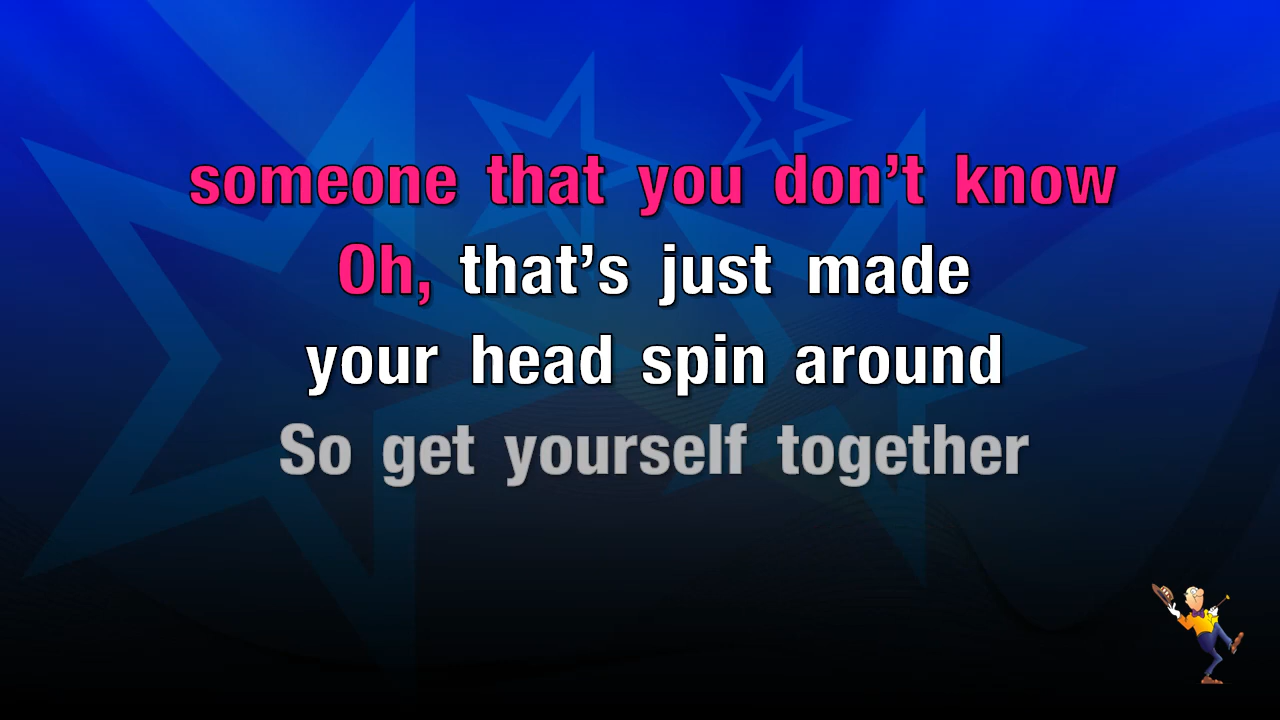 someone that you don’t know
Oh, that’s just made
your head spin around
So get yourself together